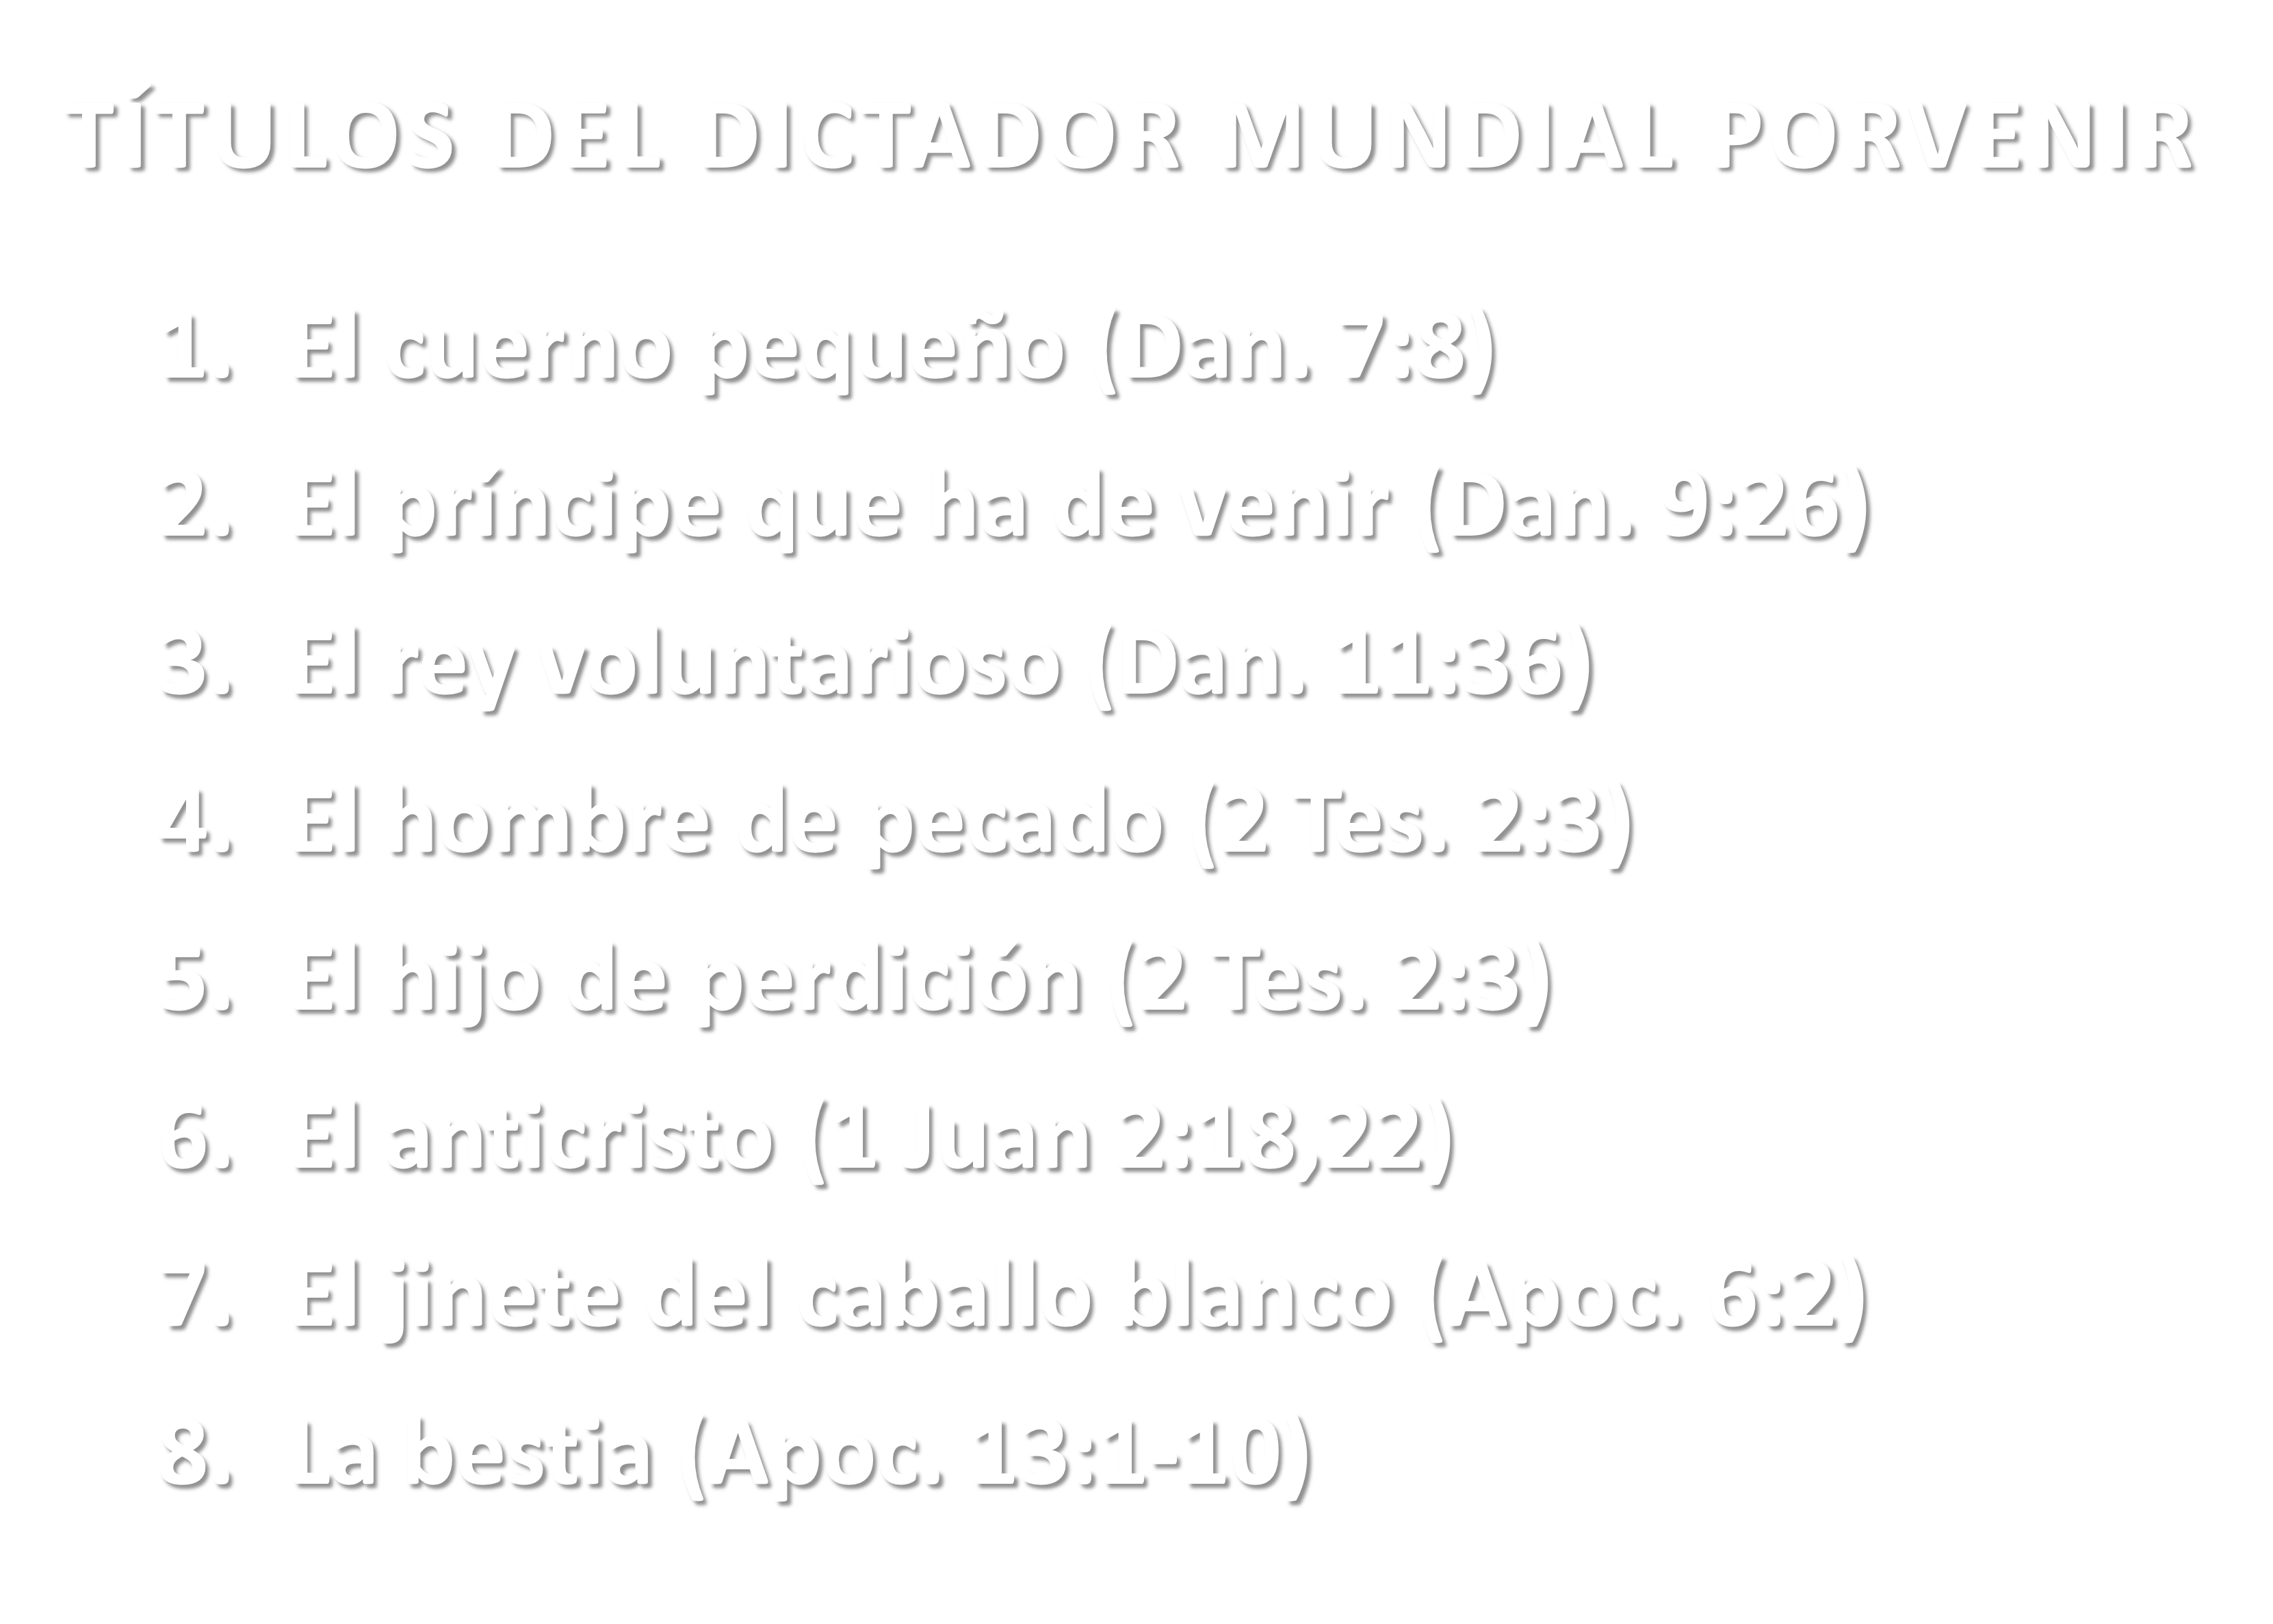 TÍTULOS DEL DICTADOR MUNDIAL PORVENIR
1. El cuerno pequeño (Dan. 7:8)
2. El príncipe que ha de venir (Dan. 9:26)
3. El rey voluntarioso (Dan. 11:36)
4. El hombre de pecado (2 Tes. 2:3)
5. El hijo de perdición (2 Tes. 2:3)
6. El anticristo (1 Juan 2:18,22)
7. El jinete del caballo blanco (Apoc. 6:2)
8. La bestia (Apoc. 13:1-10)